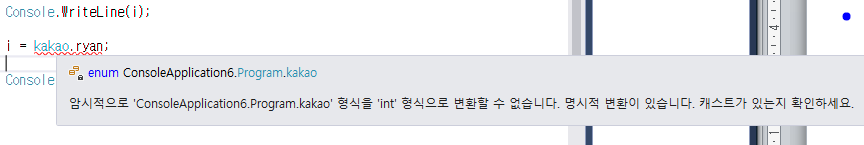 Console.WriteLine(i);
i = kakao.ryan;
enum ConsoleApplication6.Program.kakao
Console
암시적으로 'ConsoleApplication6.Program.kakao' 형식을 'int' 형식으로 변환할 수 없습니다. 명시적 변환이 있습니다. 캐스트가 있는지 확인하세요.
4
1